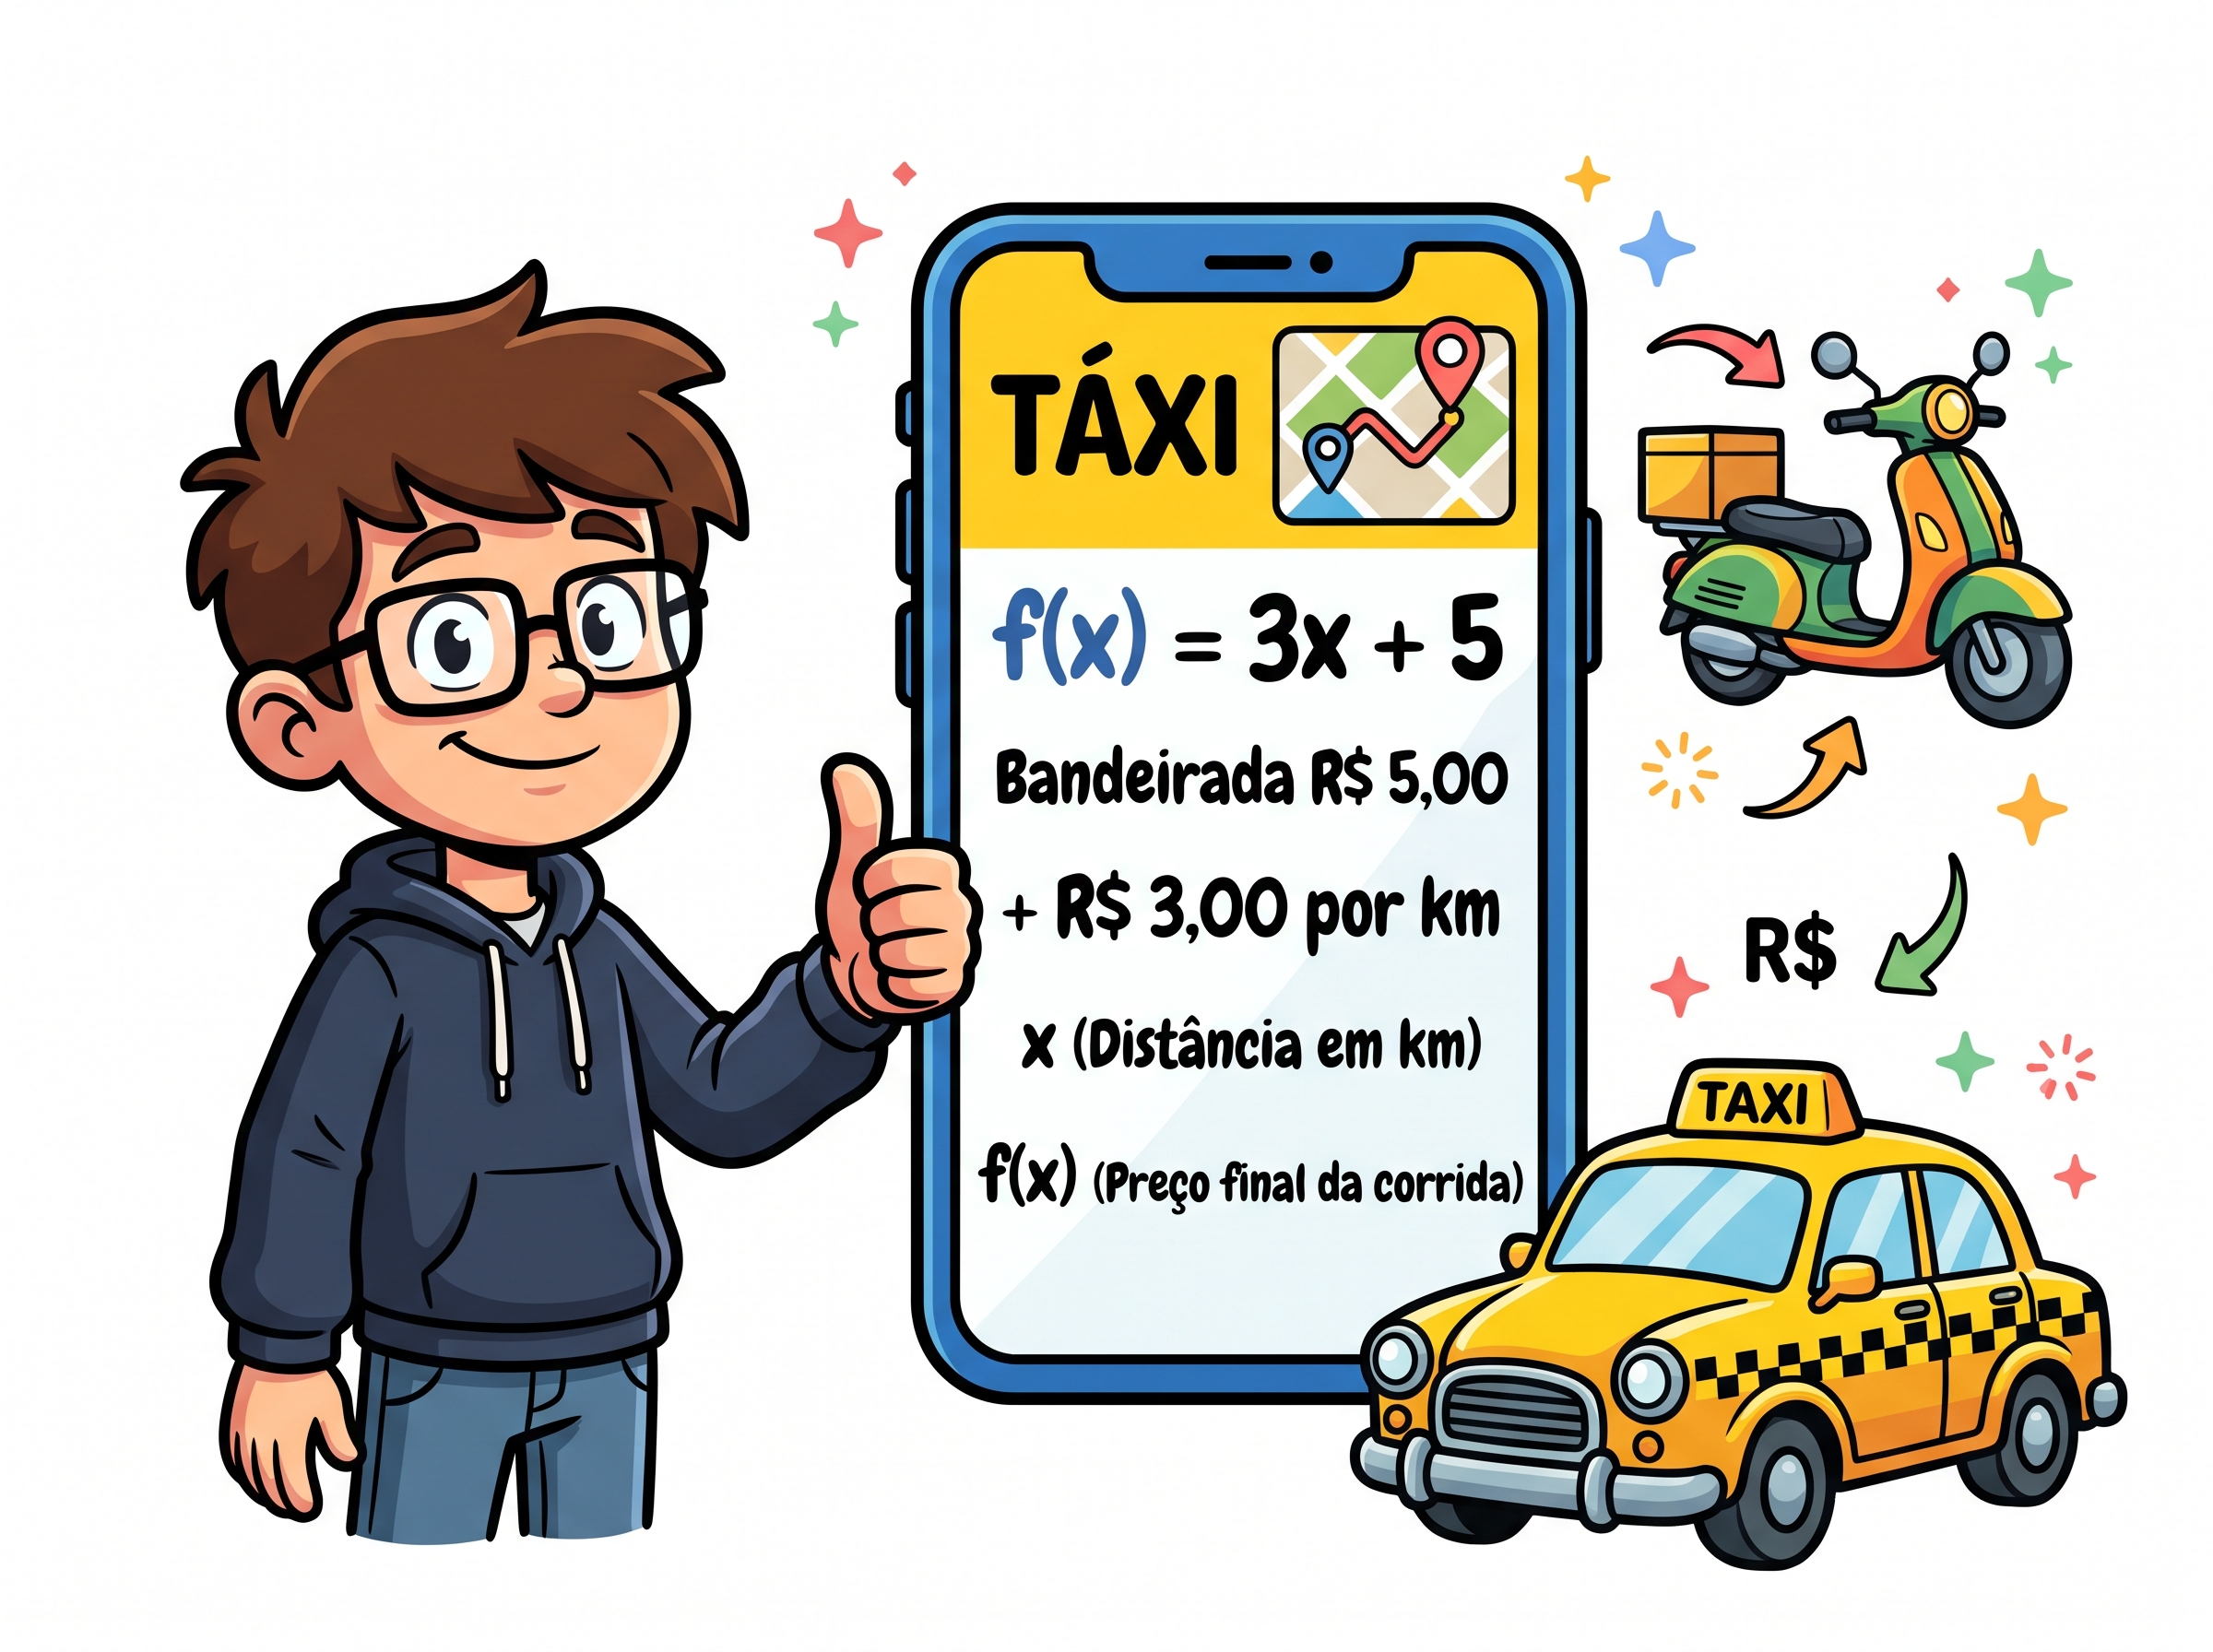 TÁXI
f(x) = 3x + 5
Bandeirada R$ 5,00
+ R$ 3,00 por km
x (Distância em km)
f(x) (Preço final da corrida)
R$
TAXI